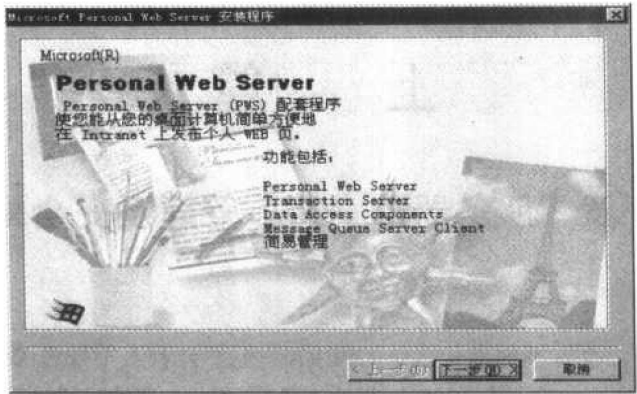 Microsoft Personal Web Server 安装程序
Microsoft(R)
Personal Web Server
Personal Web Server (PWS) 配套程序
使您能从您的桌面计算机简单方便地
在 Intranet 上发布个人 WEB 页。
功能包括:
Personal Web Server
Transaction Server
Data Access Components
Message Queue Server Client
简易管理
< 上一步(B)
下一步(N) >
取消